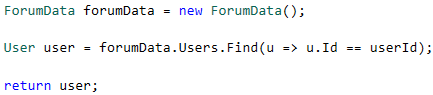 ForumData forumData = new ForumData();
User user = forumData.Users.Find(u => u.Id == userId);
return user;